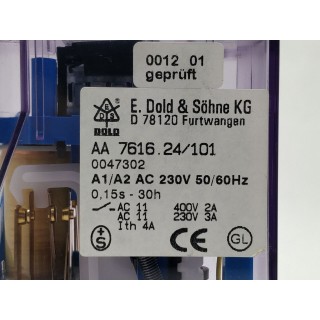 0012 01
geprüft
E. Dold & Söhne KG
D 78120 Furtwangen
E D S
DOLD
AA 7616.24/101
0047302
A1/A2 AC 230V 50/60Hz
0,15s - 30h
AC 11 400V 2A
AC 11 230V 3A
Ith 4A
S CE GL